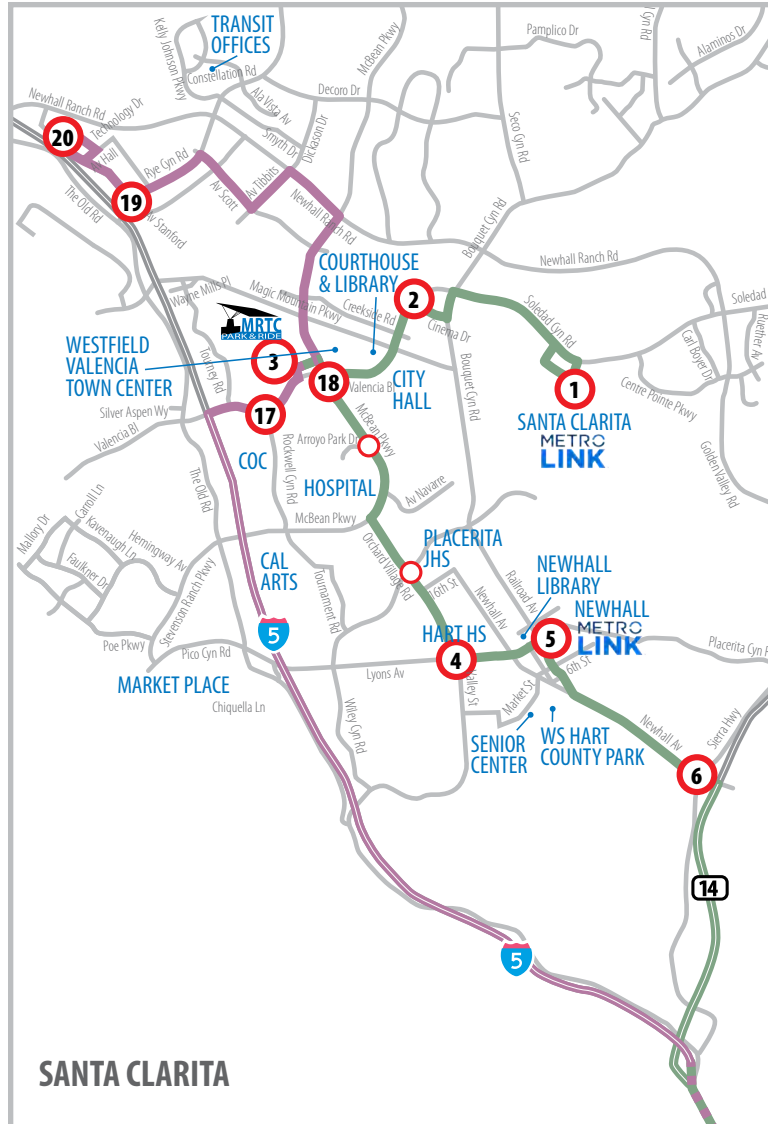 TRANSIT
OFFICES
Kelly Johnson Pkwy
Constellation Rd
McBean Pkwy
Pamplico Dr
Alaminos Dr
l Cyn Rd
Newhall Ranch Rd
Technology Dr
Decoro Dr
Ala Vista Av
Smyth Dr
Dickason Dr
Seco Cyn Rd
20
Hall
Rye Cyn Rd
Av Tibbits
Av Scott
19
Av Stanford
The Old Rd
Newhall Ranch Rd
Bouquet Cyn Rd
Newhall Ranch Rd
COURTHOUSE
& LIBRARY
Wayne Mills Pl
Magic Mountain Pkwy
Creekside Rd
2
Cinema Dr
Soledad Cyn Rd
Soledad
Ruether Av
MRTC
PARK & RIDE
WESTFIELD
VALENCIA
TOWN CENTER
3
Tourney Rd
18
Valencia Bl
CITY
HALL
Bouquet Cyn Rd
Carl Boyer Dr
1
Centre Pointe Pkwy
SANTA CLARITA
METRO
LINK
Silver Aspen Wy
17
Valencia Bl
McBean Pkwy
Arroyo Park Dr
COC
Rockwell Cyn Rd
Golden Valley Rd
The Old Rd
HOSPITAL
Av Navarre
Mallory Dr
Carroll Ln
Kavenaugh Ln
Hemingway Av
McBean Pkwy
Faulkner Dr
Orchard Village Rd
PLACERITA
JHS
CAL
ARTS
Stevenson Ranch Pkwy
Tournament Rd
16th St
Newhall Av
Railroad Av
NEWHALL
LIBRARY
NEWHALL
METRO
LINK
5
Poe Pkwy
Pico Cyn Rd
HART HS
4
5
6th St
Placerita Cyn R
MARKET PLACE
Lyons Av
Valley St
Market St
Chiquella Ln
Wiley Cyn Rd
SENIOR
CENTER
WS HART
COUNTY PARK
Newhall Av
Sierra Hwy
6
14
5
SANTA CLARITA